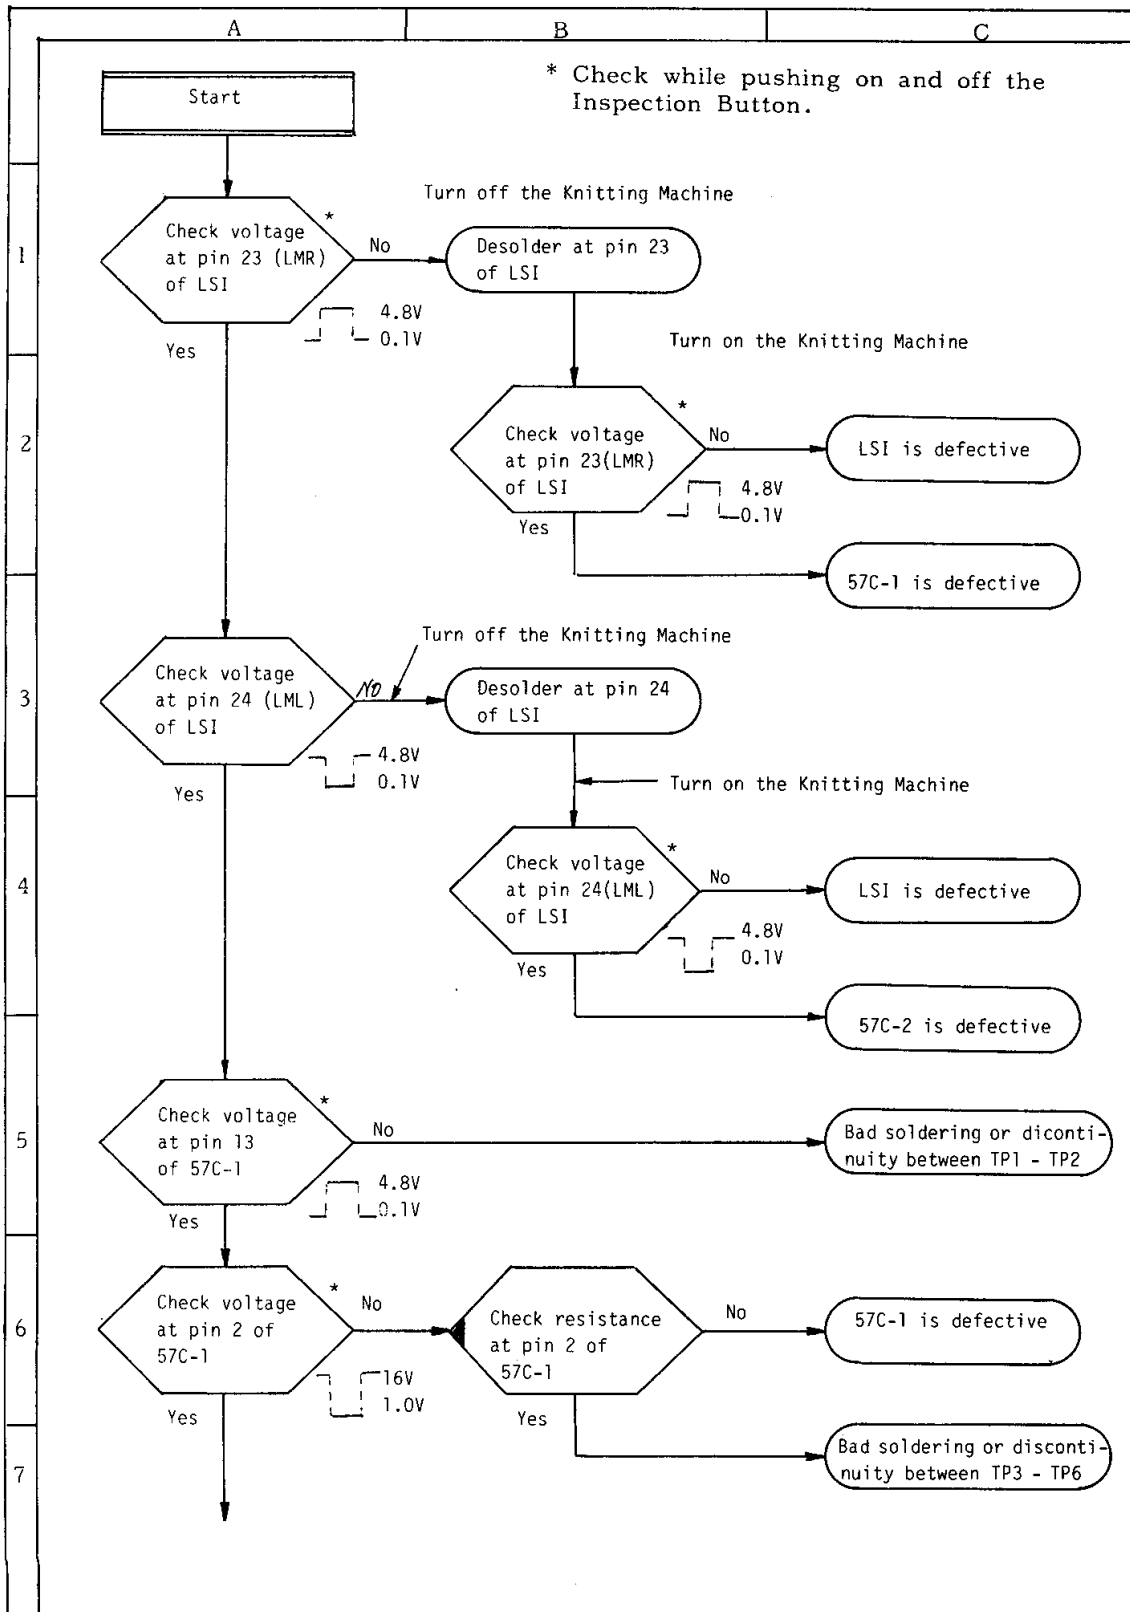 A
B
C
Start
* Check while pushing on and off the
Inspection Button.
1
Turn off the Knitting Machine
Check voltage
at pin 23 (LMR)
of LSI
*
No
Desolder at pin 23
of LSI
4.8V
0.1V
Yes
Turn on the Knitting Machine
2
Check voltage
at pin 23(LMR)
of LSI
*
No
LSI is defective
4.8V
0.1V
Yes
57C-1 is defective
3
Turn off the Knitting Machine
Check voltage
at pin 24 (LML)
of LSI
NO
Desolder at pin 24
of LSI
4.8V
0.1V
Yes
Turn on the Knitting Machine
4
Check voltage
at pin 24(LML)
of LSI
*
No
LSI is defective
4.8V
0.1V
Yes
57C-2 is defective
5
Check voltage
at pin 13
of 57C-1
*
No
Bad soldering or diconti-
nuity between TP1 - TP2
4.8V
0.1V
Yes
6
Check voltage
at pin 2 of
57C-1
*
No
Check resistance
at pin 2 of
57C-1
No
57C-1 is defective
16V
1.0V
Yes
Yes
7
Bad soldering or disconti-
nuity between TP3 - TP6